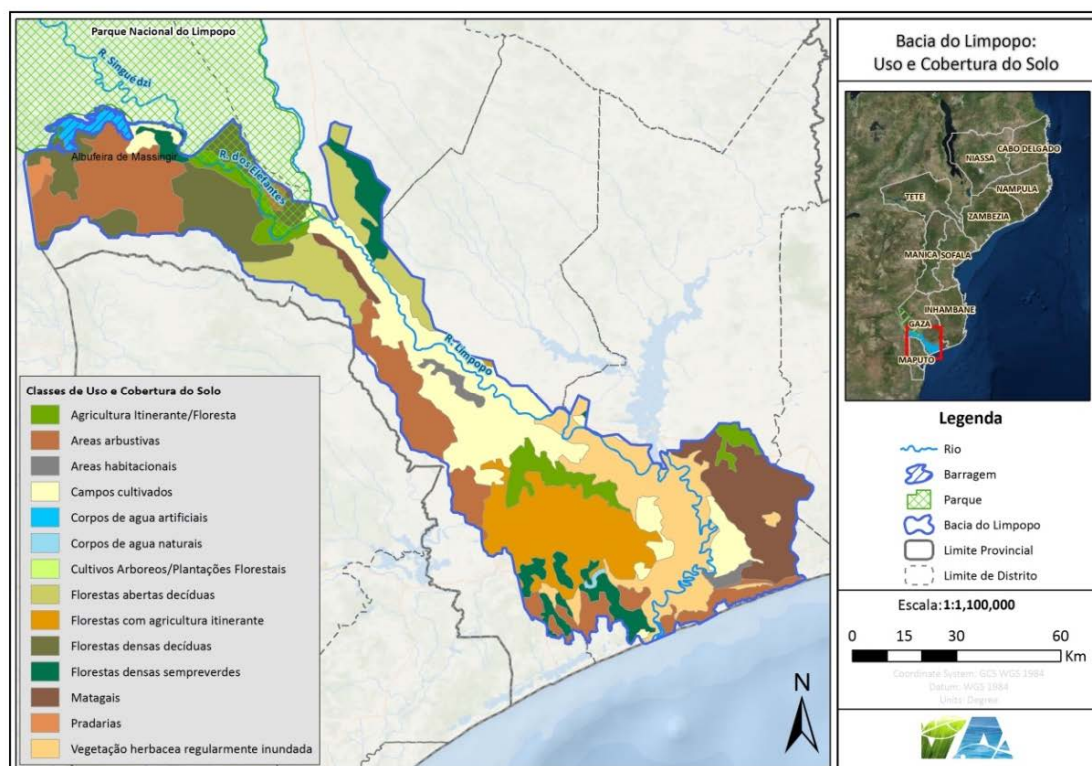 Parque Nacional do Limpopo
R. Singuédzi
Albufeira de Massingir
R. dos Elefantes
R. Limpopo
Classes de Uso e Cobertura do Solo
Agricultura Itinerante/Floresta
Areas arbustivas
Areas habitacionais
Campos cultivados
Corpos de agua artificiais
Corpos de agua naturais
Cultivos Arboreos/Plantações Florestais
Florestas abertas decíduas
Florestas com agricultura itinerante
Florestas densas decíduas
Florestas densas sempreverdes
Matagais
Pradarias
Vegetação herbacea regularmente inundada
N
Bacia do Limpopo:
Uso e Cobertura do Solo
CABO DELGADO
NIASSA
NAMPULA
TETE
ZAMBEZIA
MANICA
SOFALA
INHAMBANE
GAZA
MAPUTO
Legenda
Rio
Barragem
Parque
Bacia do Limpopo
Limite Provincial
Limite de Distrito
Escala:1:1,100,000
0 15 30 60
Km
Coordinate System: GCS WGS 1984
Datum: WGS 1984
Units: Degree